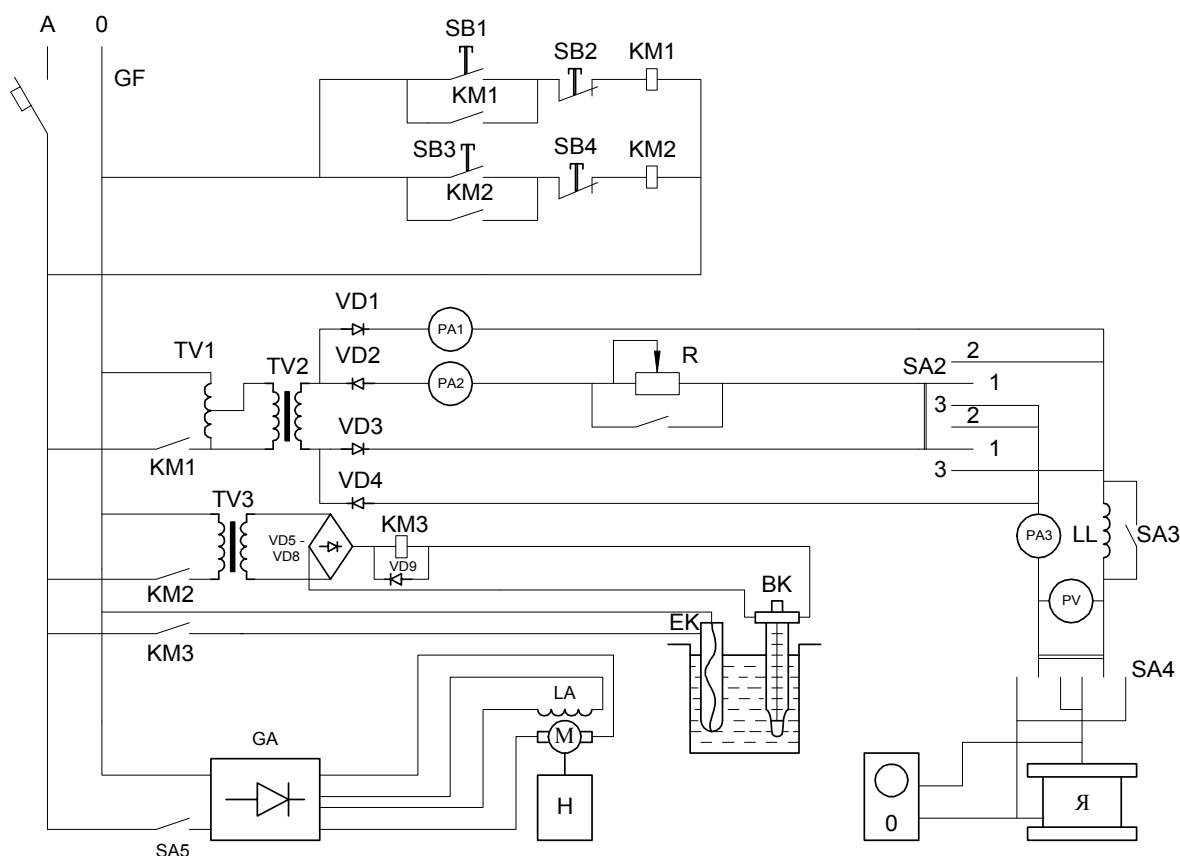 A 0
GF
SB1
SB2 KM1
KM1
SB3 SB4 KM2
KM2
VD1
PA1
TV1 TV2 VD2 R SA2 2
PA2 1
3
2
VD3 1
KM1 3
VD4
TV3
KM3 PA3 LL SA3
VD5 -
VD8
VD9
KM2 BK PV
EK
KM3
SA4
LA
GA M
H
0 Я
SA5